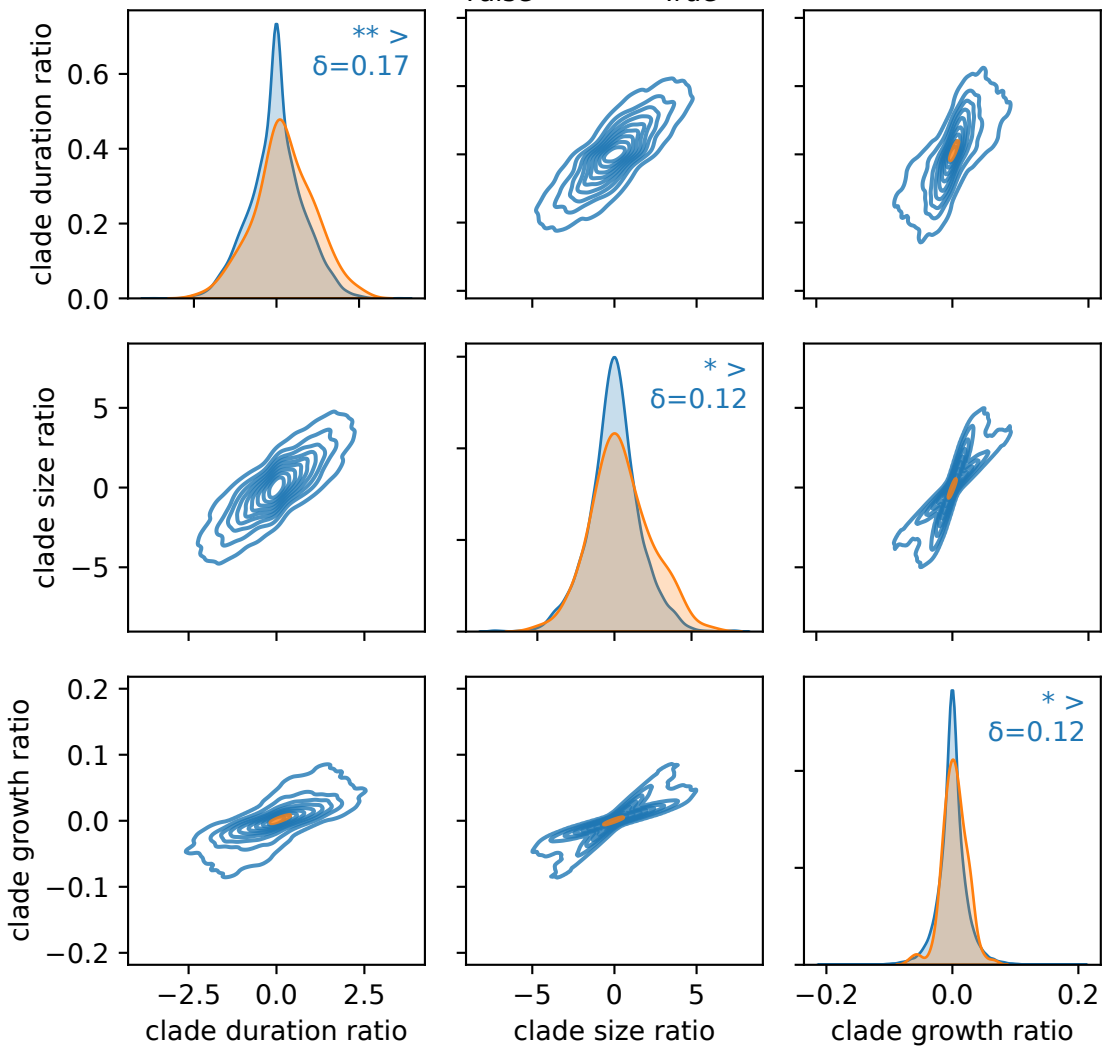 clade duration ratio
0.6
0.4
0.2
0.0
** >
δ=0.17
clade size ratio
5
0
−5
* >
δ=0.12
clade growth ratio
0.2
0.1
0.0
−0.1
−0.2
* >
δ=0.12
−2.5 0.0 2.5
−5 0 5
−0.2 0.0 0.2
clade duration ratio
clade size ratio
clade growth ratio